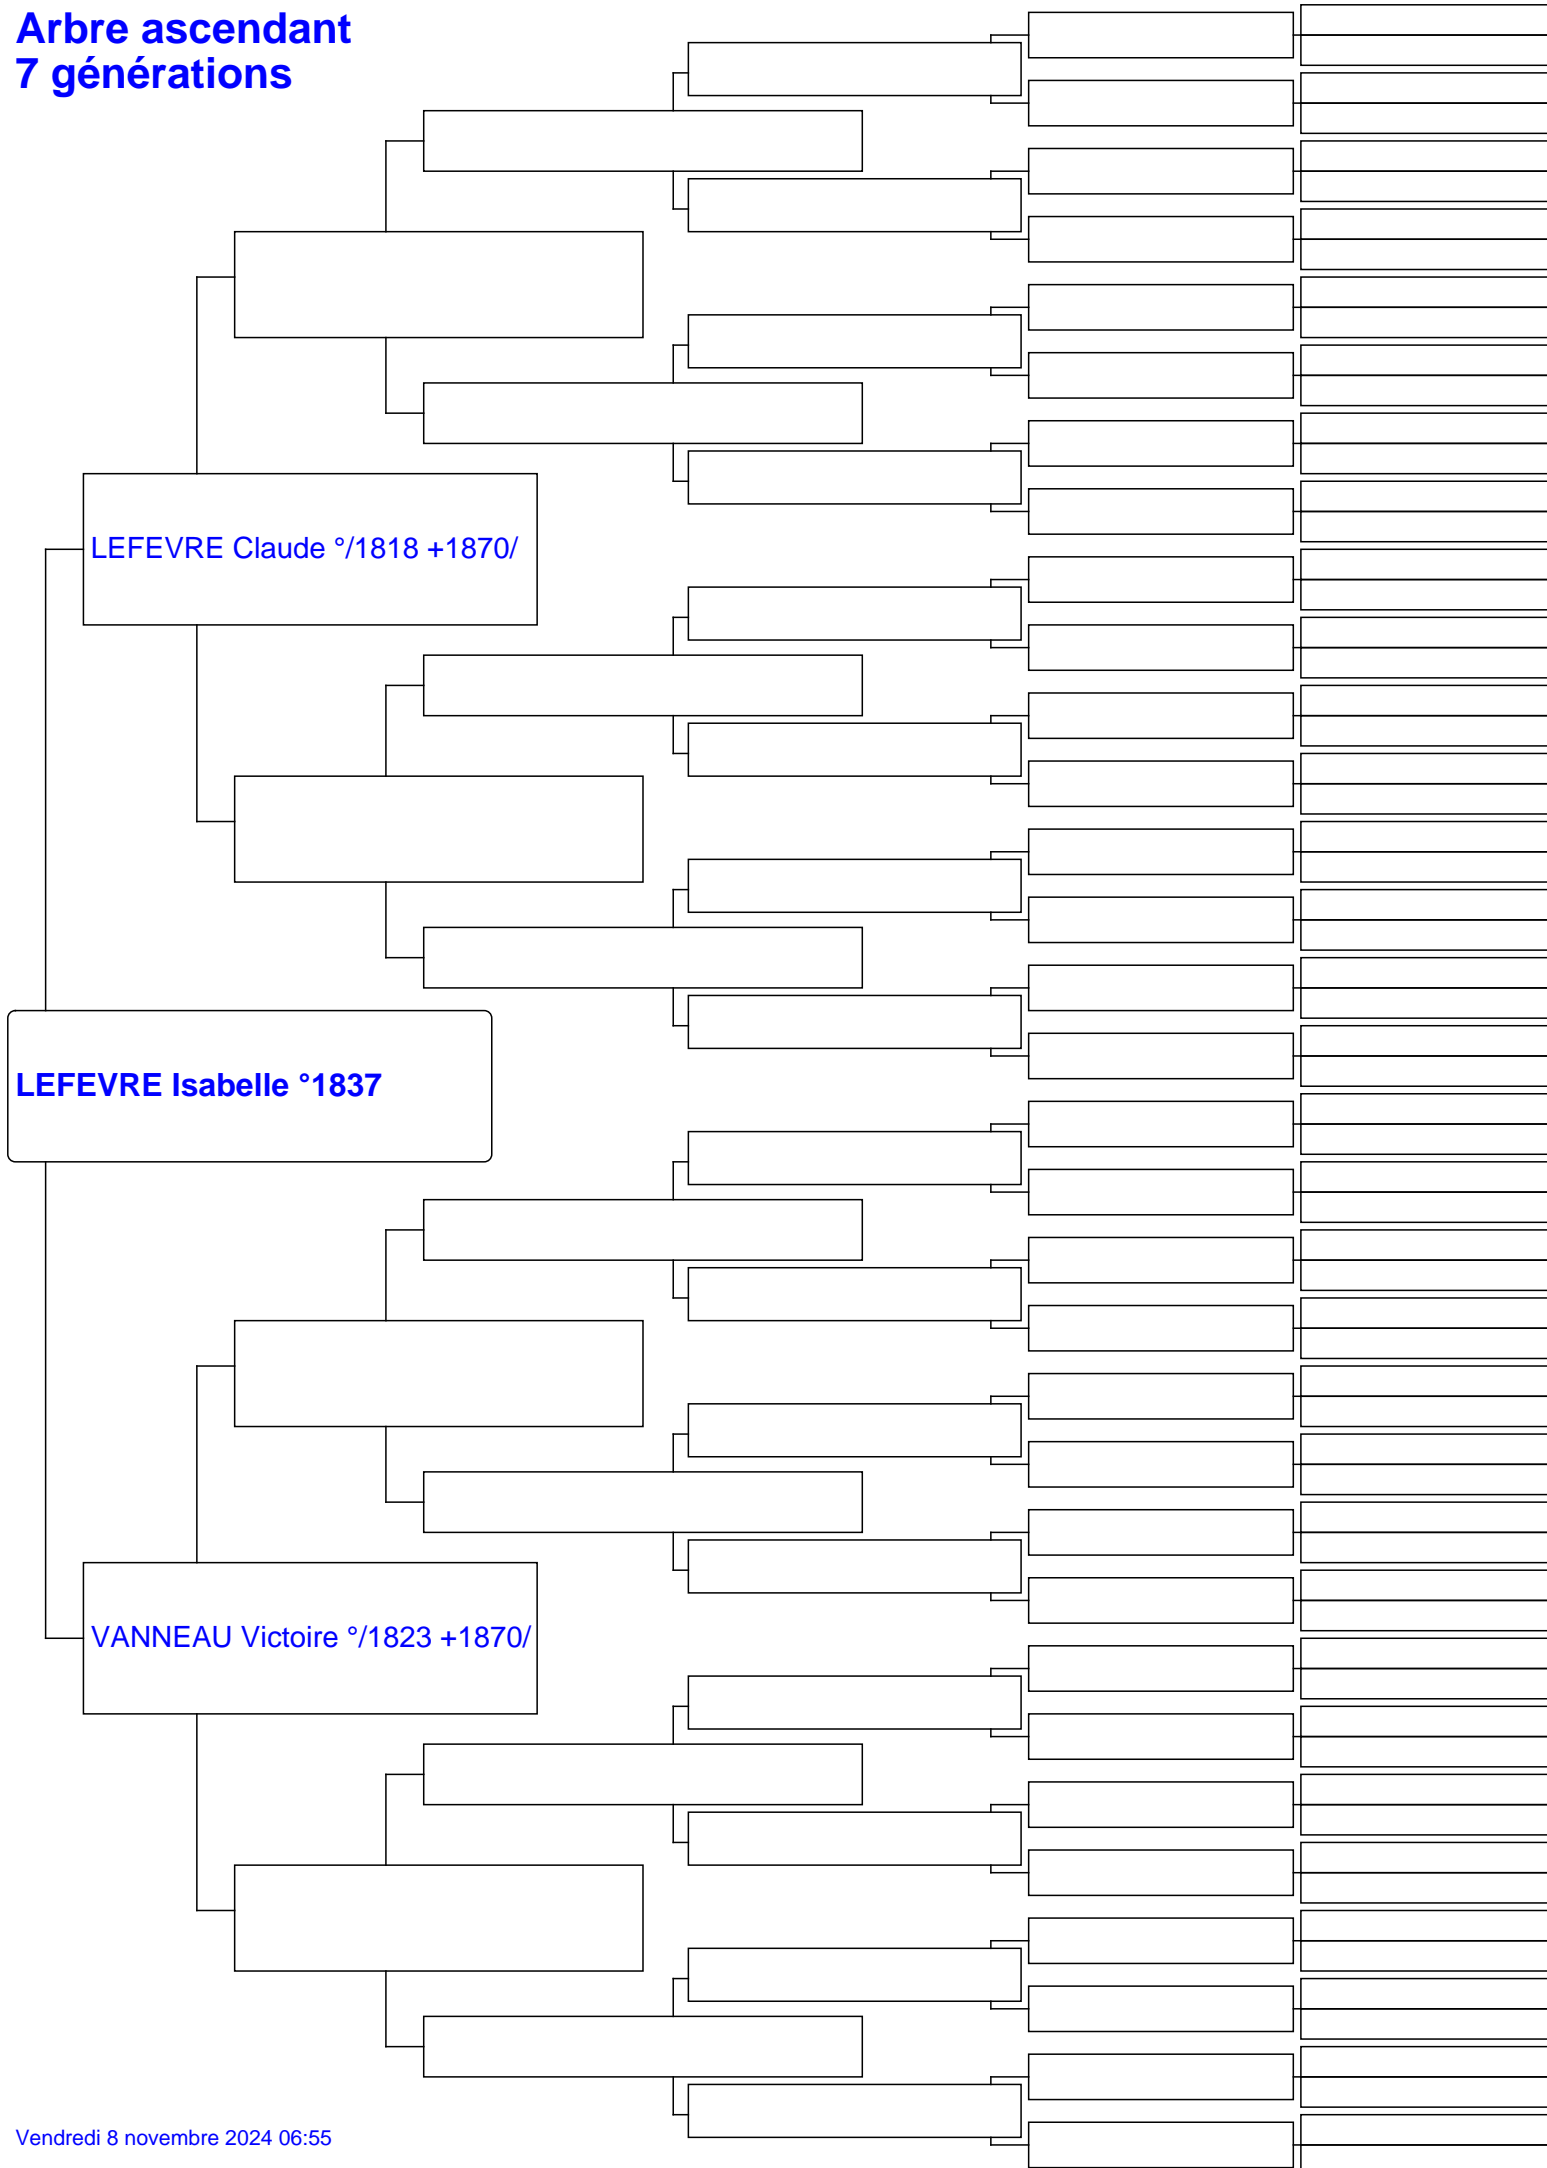 Arbre ascendant
7 générations
LEFEVRE Claude °/1818 +1870/
LEFEVRE Isabelle °1837
VANNEAU Victoire °/1823 +1870/
Vendredi 8 novembre 2024 06:55